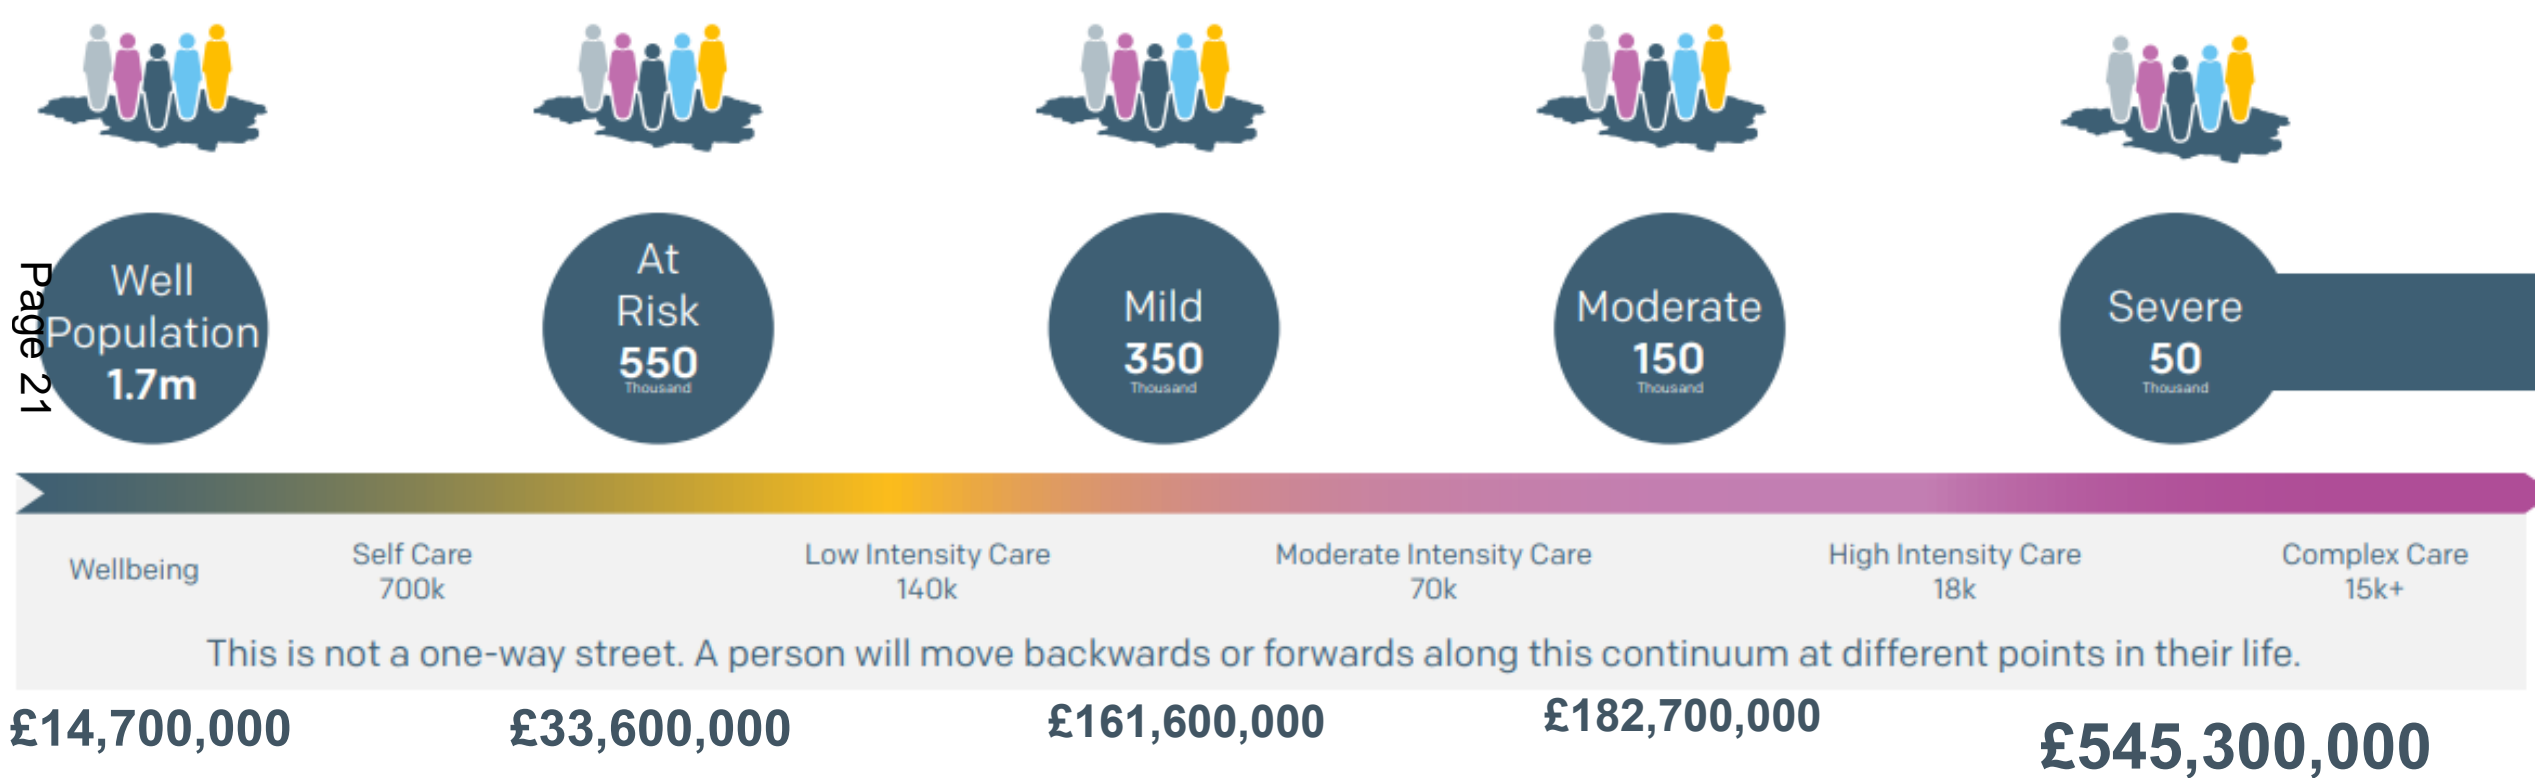 Page 21
Well
Population
1.7m
At
Risk
550
Thousand
Mild
350
Thousand
Moderate
150
Thousand
Severe
50
Thousand
Wellbeing
Self Care
700k
Low Intensity Care
140k
Moderate Intensity Care
70k
High Intensity Care
18k
Complex Care
15k+
This is not a one-way street. A person will move backwards or forwards along this continuum at different points in their life.
£14,700,000
£33,600,000
£161,600,000
£182,700,000
£545,300,000